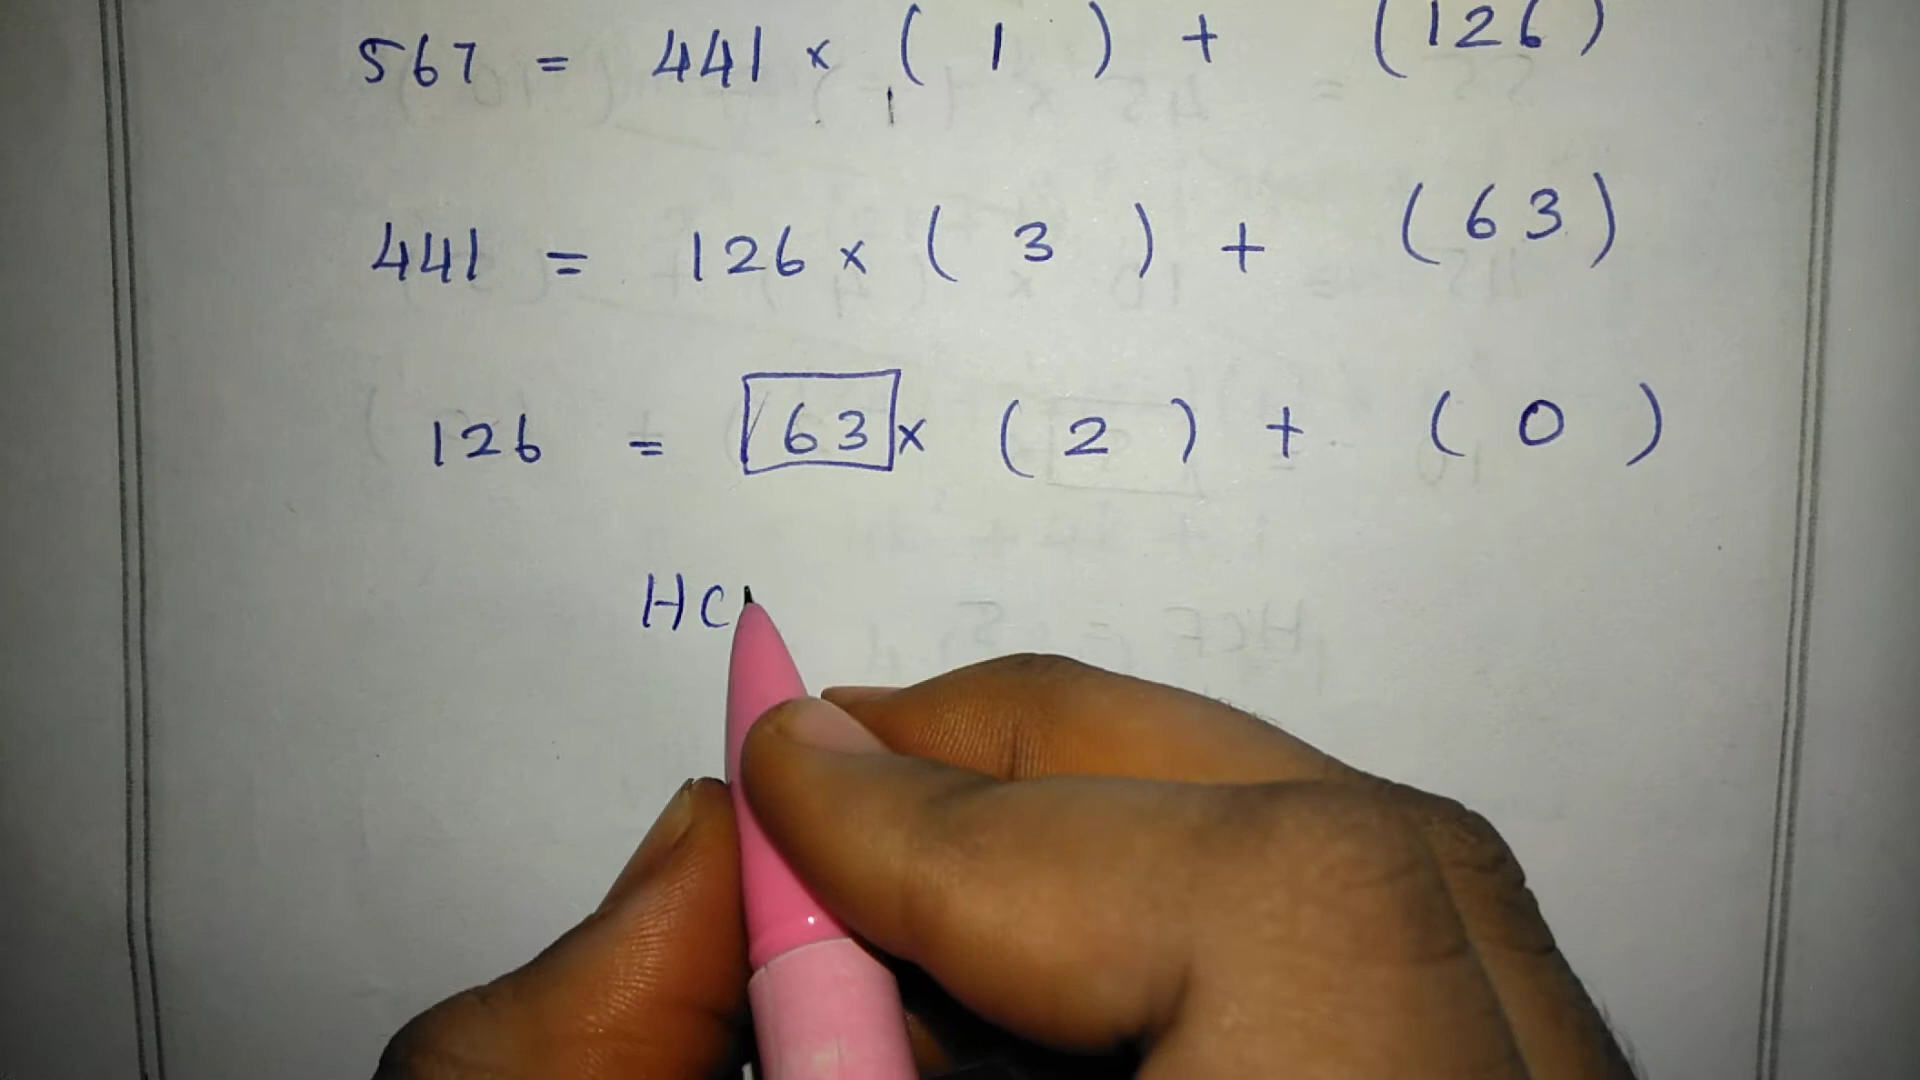 567 = 441 × ( 1 ) + (126)
441 = 126 × ( 3 ) + (63)
126 = 63 × ( 2 ) + ( 0 )
HC